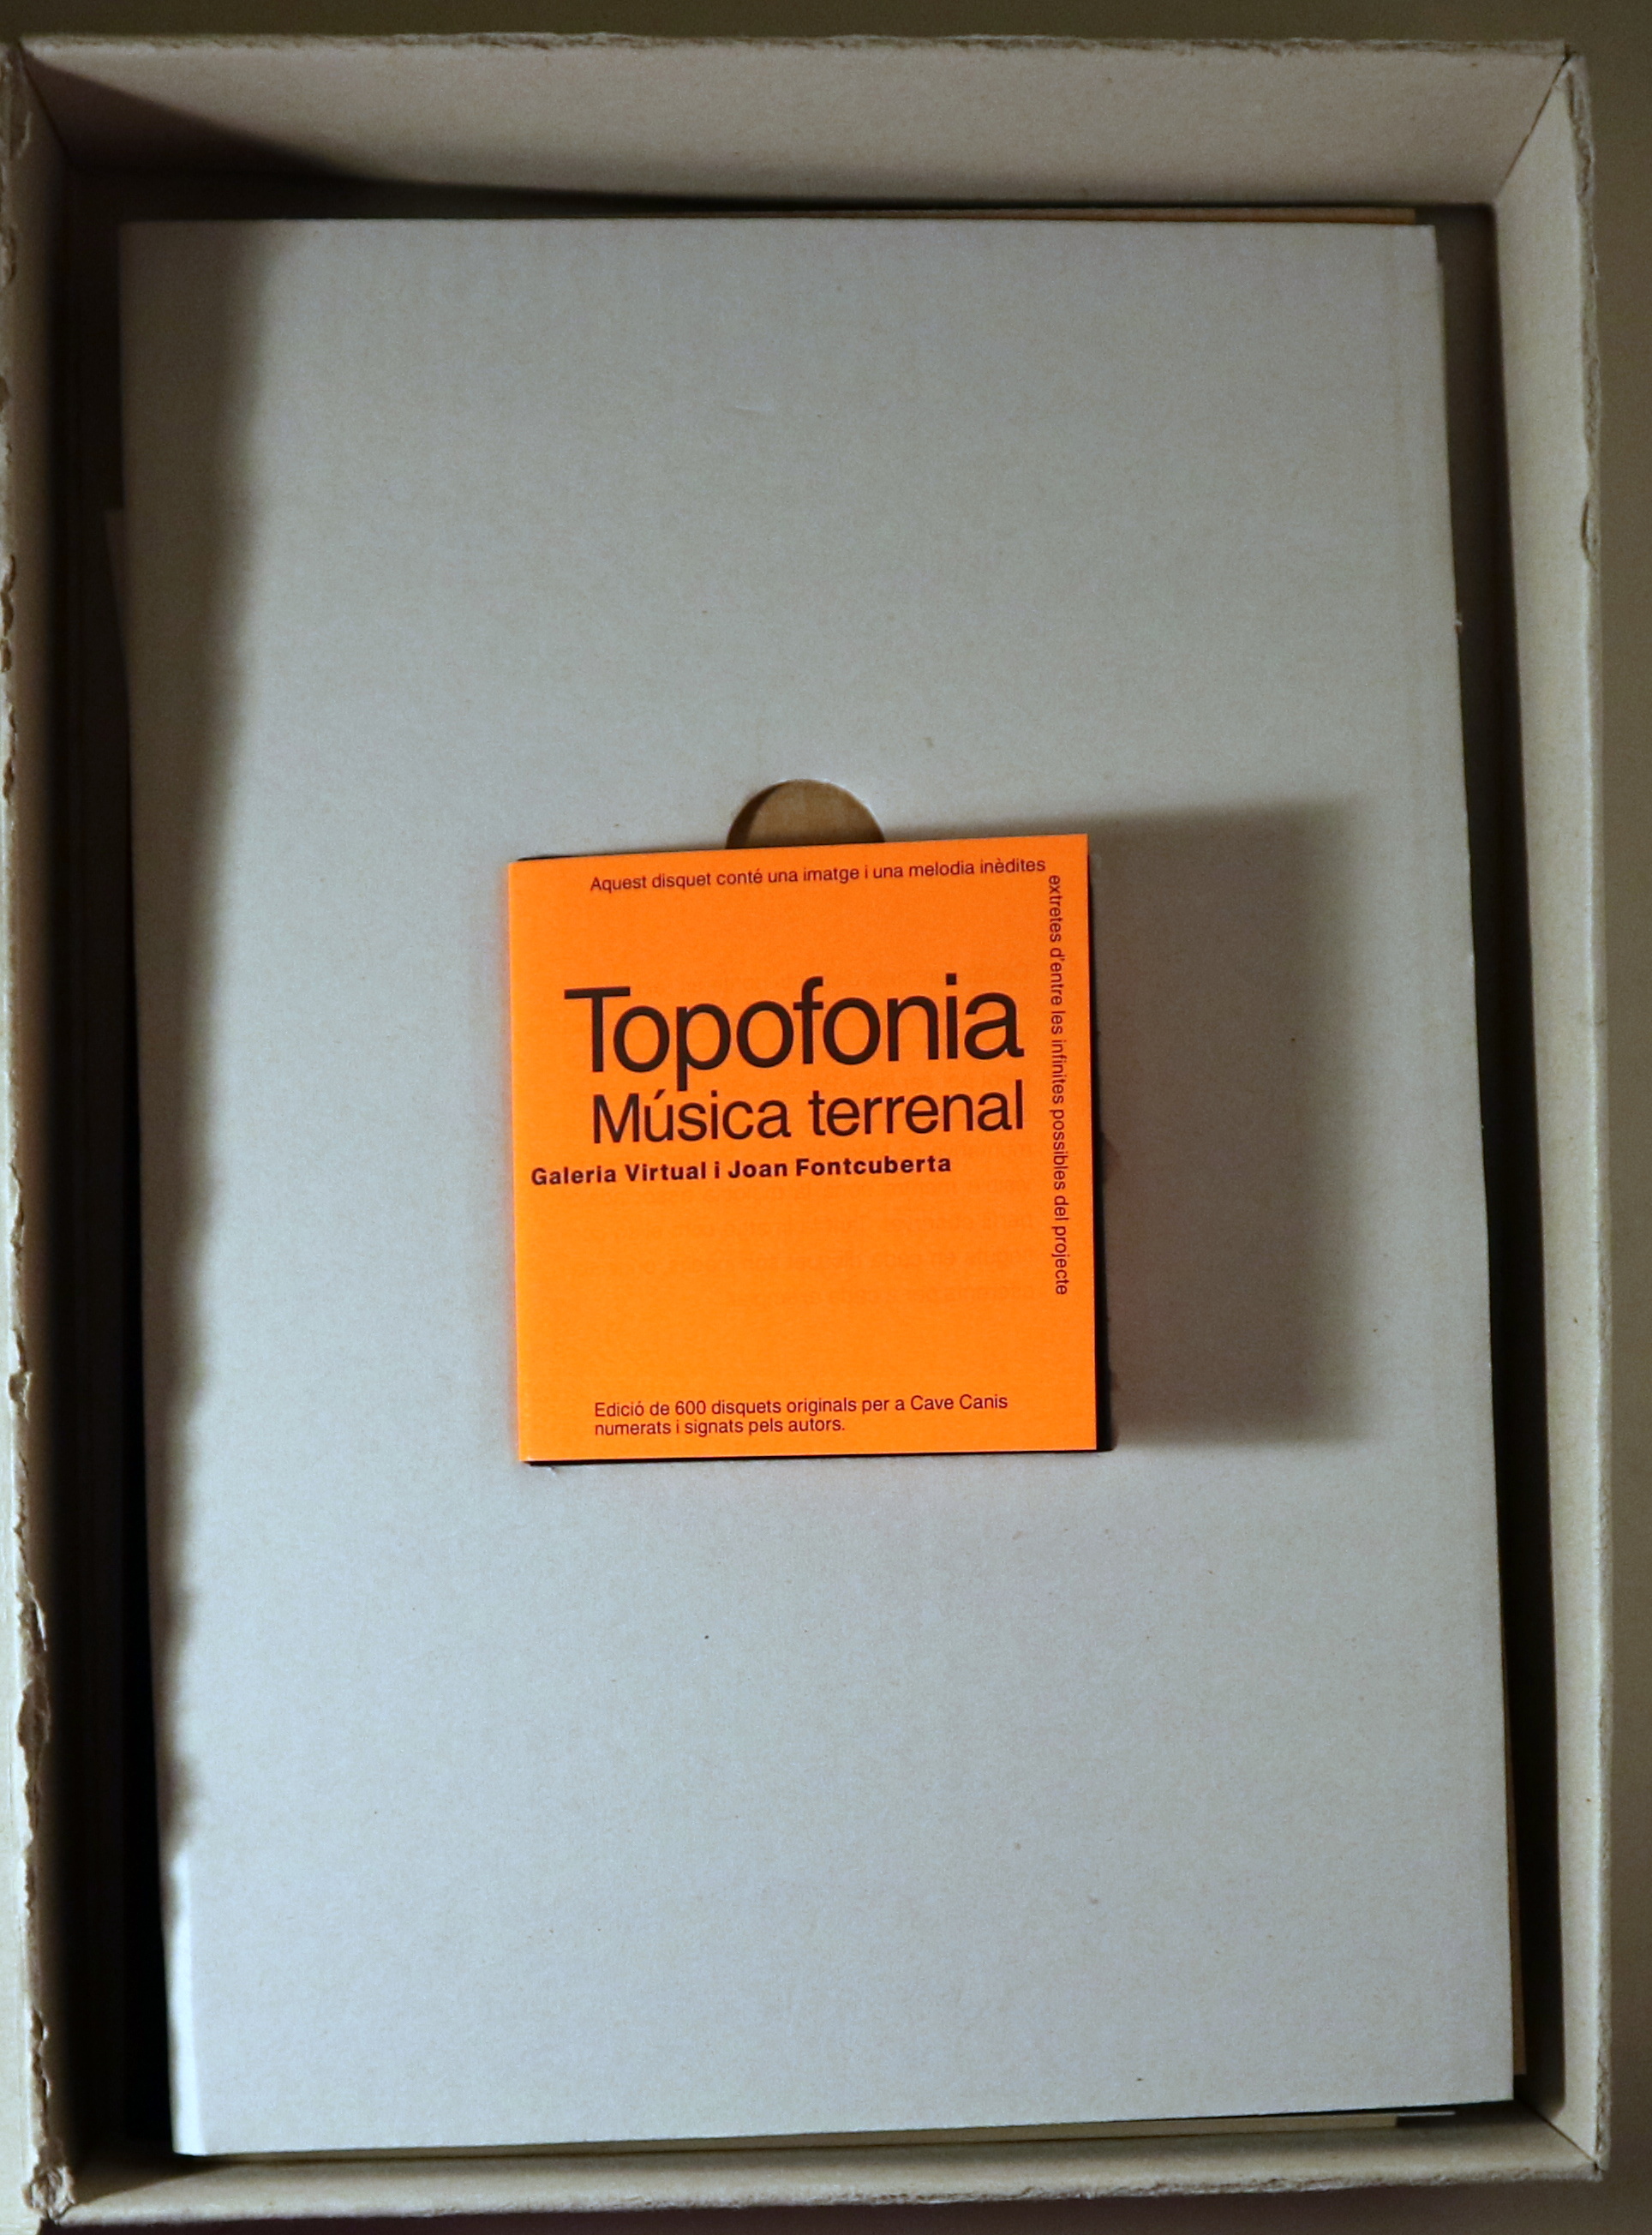 Aquest disquet conté una imatge i una melodia inèdites
extretes d'entre les infinites possibles del projecte
Topofonia
Música terrenal
Galeria Virtual i Joan Fontcuberta
Edició de 600 disquets originals per a Cave Canis
numerats i signats pels autors.